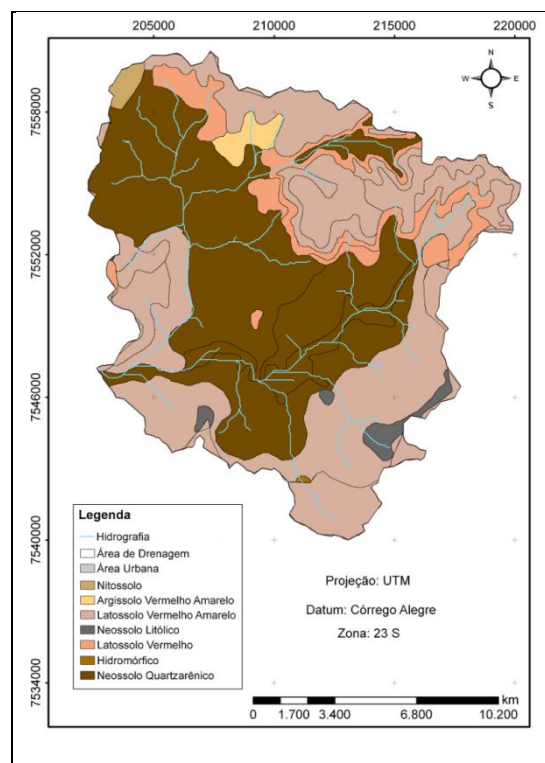 205000 210000 215000 220000
N
W E
S
7558000
7552000
7546000
7540000
7534000
Legenda
Hidrografia
Área de Drenagem
Área Urbana
Nitossolo
Argissolo Vermelho Amarelo
Latossolo Vermelho Amarelo
Neossolo Litólico
Latossolo Vermelho
Hidromórfico
Neossolo Quartzarênico
Projeção: UTM
Datum: Córrego Alegre
Zona: 23 S
km
0 1.700 3.400 6.800 10.200